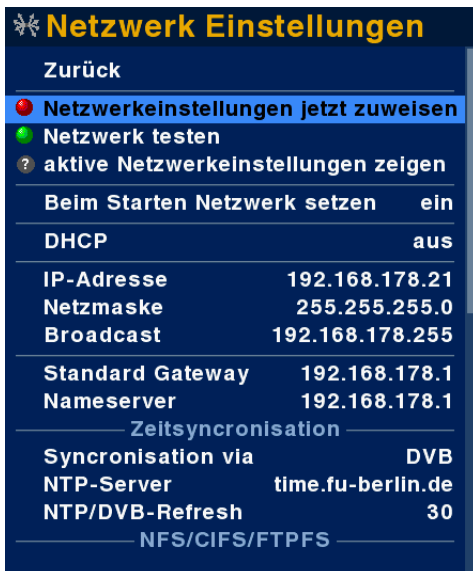 Netzwerk Einstellungen
Zurück
Netzwerkeinstellungen jetzt zuweisen
Netzwerk testen
? aktive Netzwerkeinstellungen zeigen
Beim Starten Netzwerk setzen ein
DHCP aus
IP-Adresse 192.168.178.21
Netzmaske 255.255.255.0
Broadcast 192.168.178.255
Standard Gateway 192.168.178.1
Nameserver 192.168.178.1
Zeitsyncronisation
Syncronisation via DVB
NTP-Server time.fu-berlin.de
NTP/DVB-Refresh 30
NFS/CIFS/FTPFS